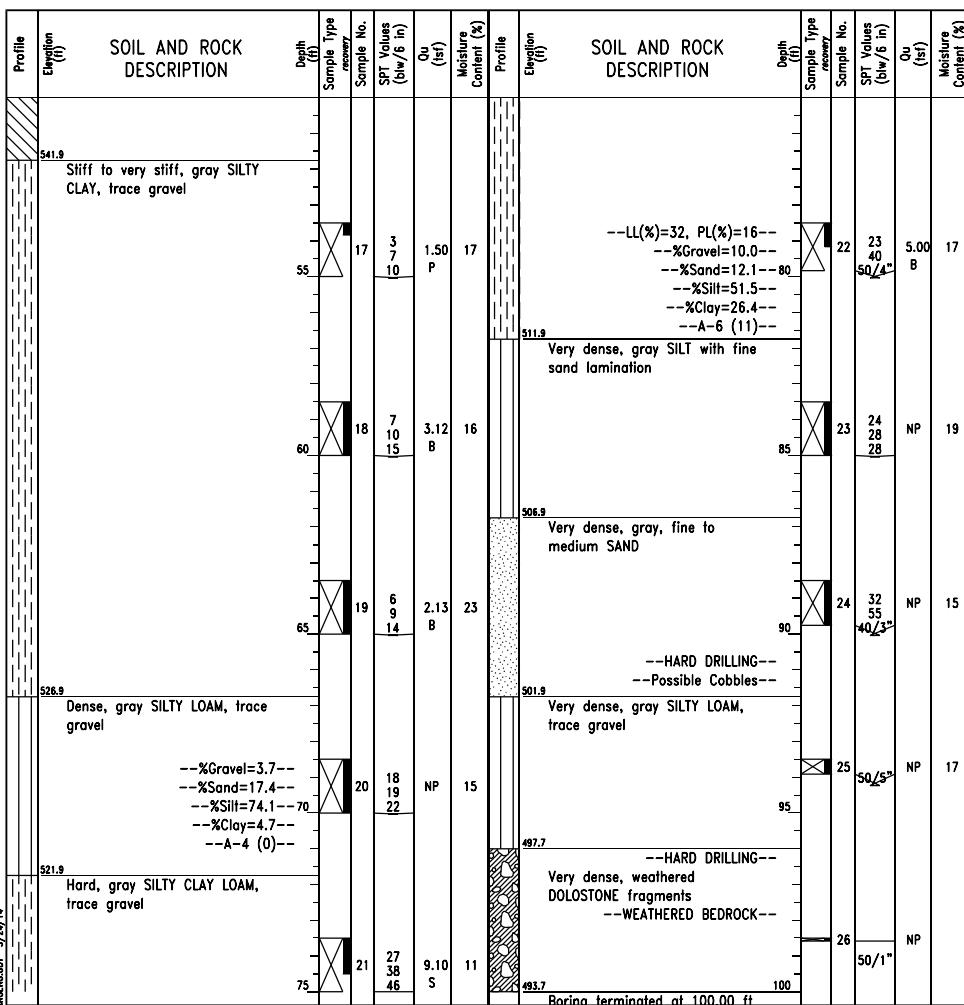 Profile
Elevation (ft)
SOIL AND ROCK
DESCRIPTION
Depth (ft)
Sample Type
recovery
Sample No.
SPT Values
(blw/6 in)
Qu
(tsf)
Moisture
Content (%)
541.9
Stiff to very stiff, gray SILTY
CLAY, trace gravel
55
17
3
7
10
1.50
P
17
60
18
7
10
15
3.12
B
16
65
19
6
9
14
2.13
B
23
526.9
Dense, gray SILTY LOAM, trace
gravel
--%Gravel=3.7--
--%Sand=17.4--
--%Silt=74.1--
70
--%Clay=4.7--
--A-4 (0)--
20
18
19
22
NP
15
521.9
Hard, gray SILTY CLAY LOAM,
trace gravel
75
21
27
38
46
9.10
S
11
Profile
Elevation (ft)
SOIL AND ROCK
DESCRIPTION
Depth (ft)
Sample Type
recovery
Sample No.
SPT Values
(blw/6 in)
Qu
(tsf)
Moisture
Content (%)
--LL(%)=32, PL(%)=16--
--%Gravel=10.0--
--%Sand=12.1--
80
--%Silt=51.5--
--%Clay=26.4--
--A-6 (11)--
22
23
40
50/4"
5.00
B
17
511.9
Very dense, gray SILT with fine
sand lamination
85
23
24
28
28
NP
19
506.9
Very dense, gray, fine to
medium SAND
90
24
32
55
40/3"
NP
15
--HARD DRILLING--
--Possible Cobbles--
501.9
Very dense, gray SILTY LOAM,
trace gravel
95
25
50/5"
NP
17
497.7
--HARD DRILLING--
Very dense, weathered
DOLOSTONE fragments
--WEATHERED BEDROCK--
26
50/1"
NP
493.7
100
Boring terminated at 100.00 ft